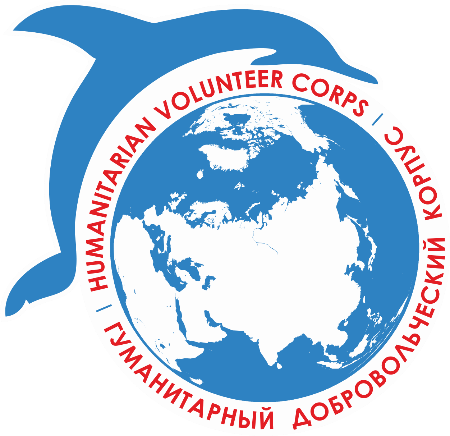 HUMANITARIAN VOLUNTEER CORPS
ГУМАНИТАРНЫЙ ДОБРОВОЛЬЧЕСКИЙ КОРПУС